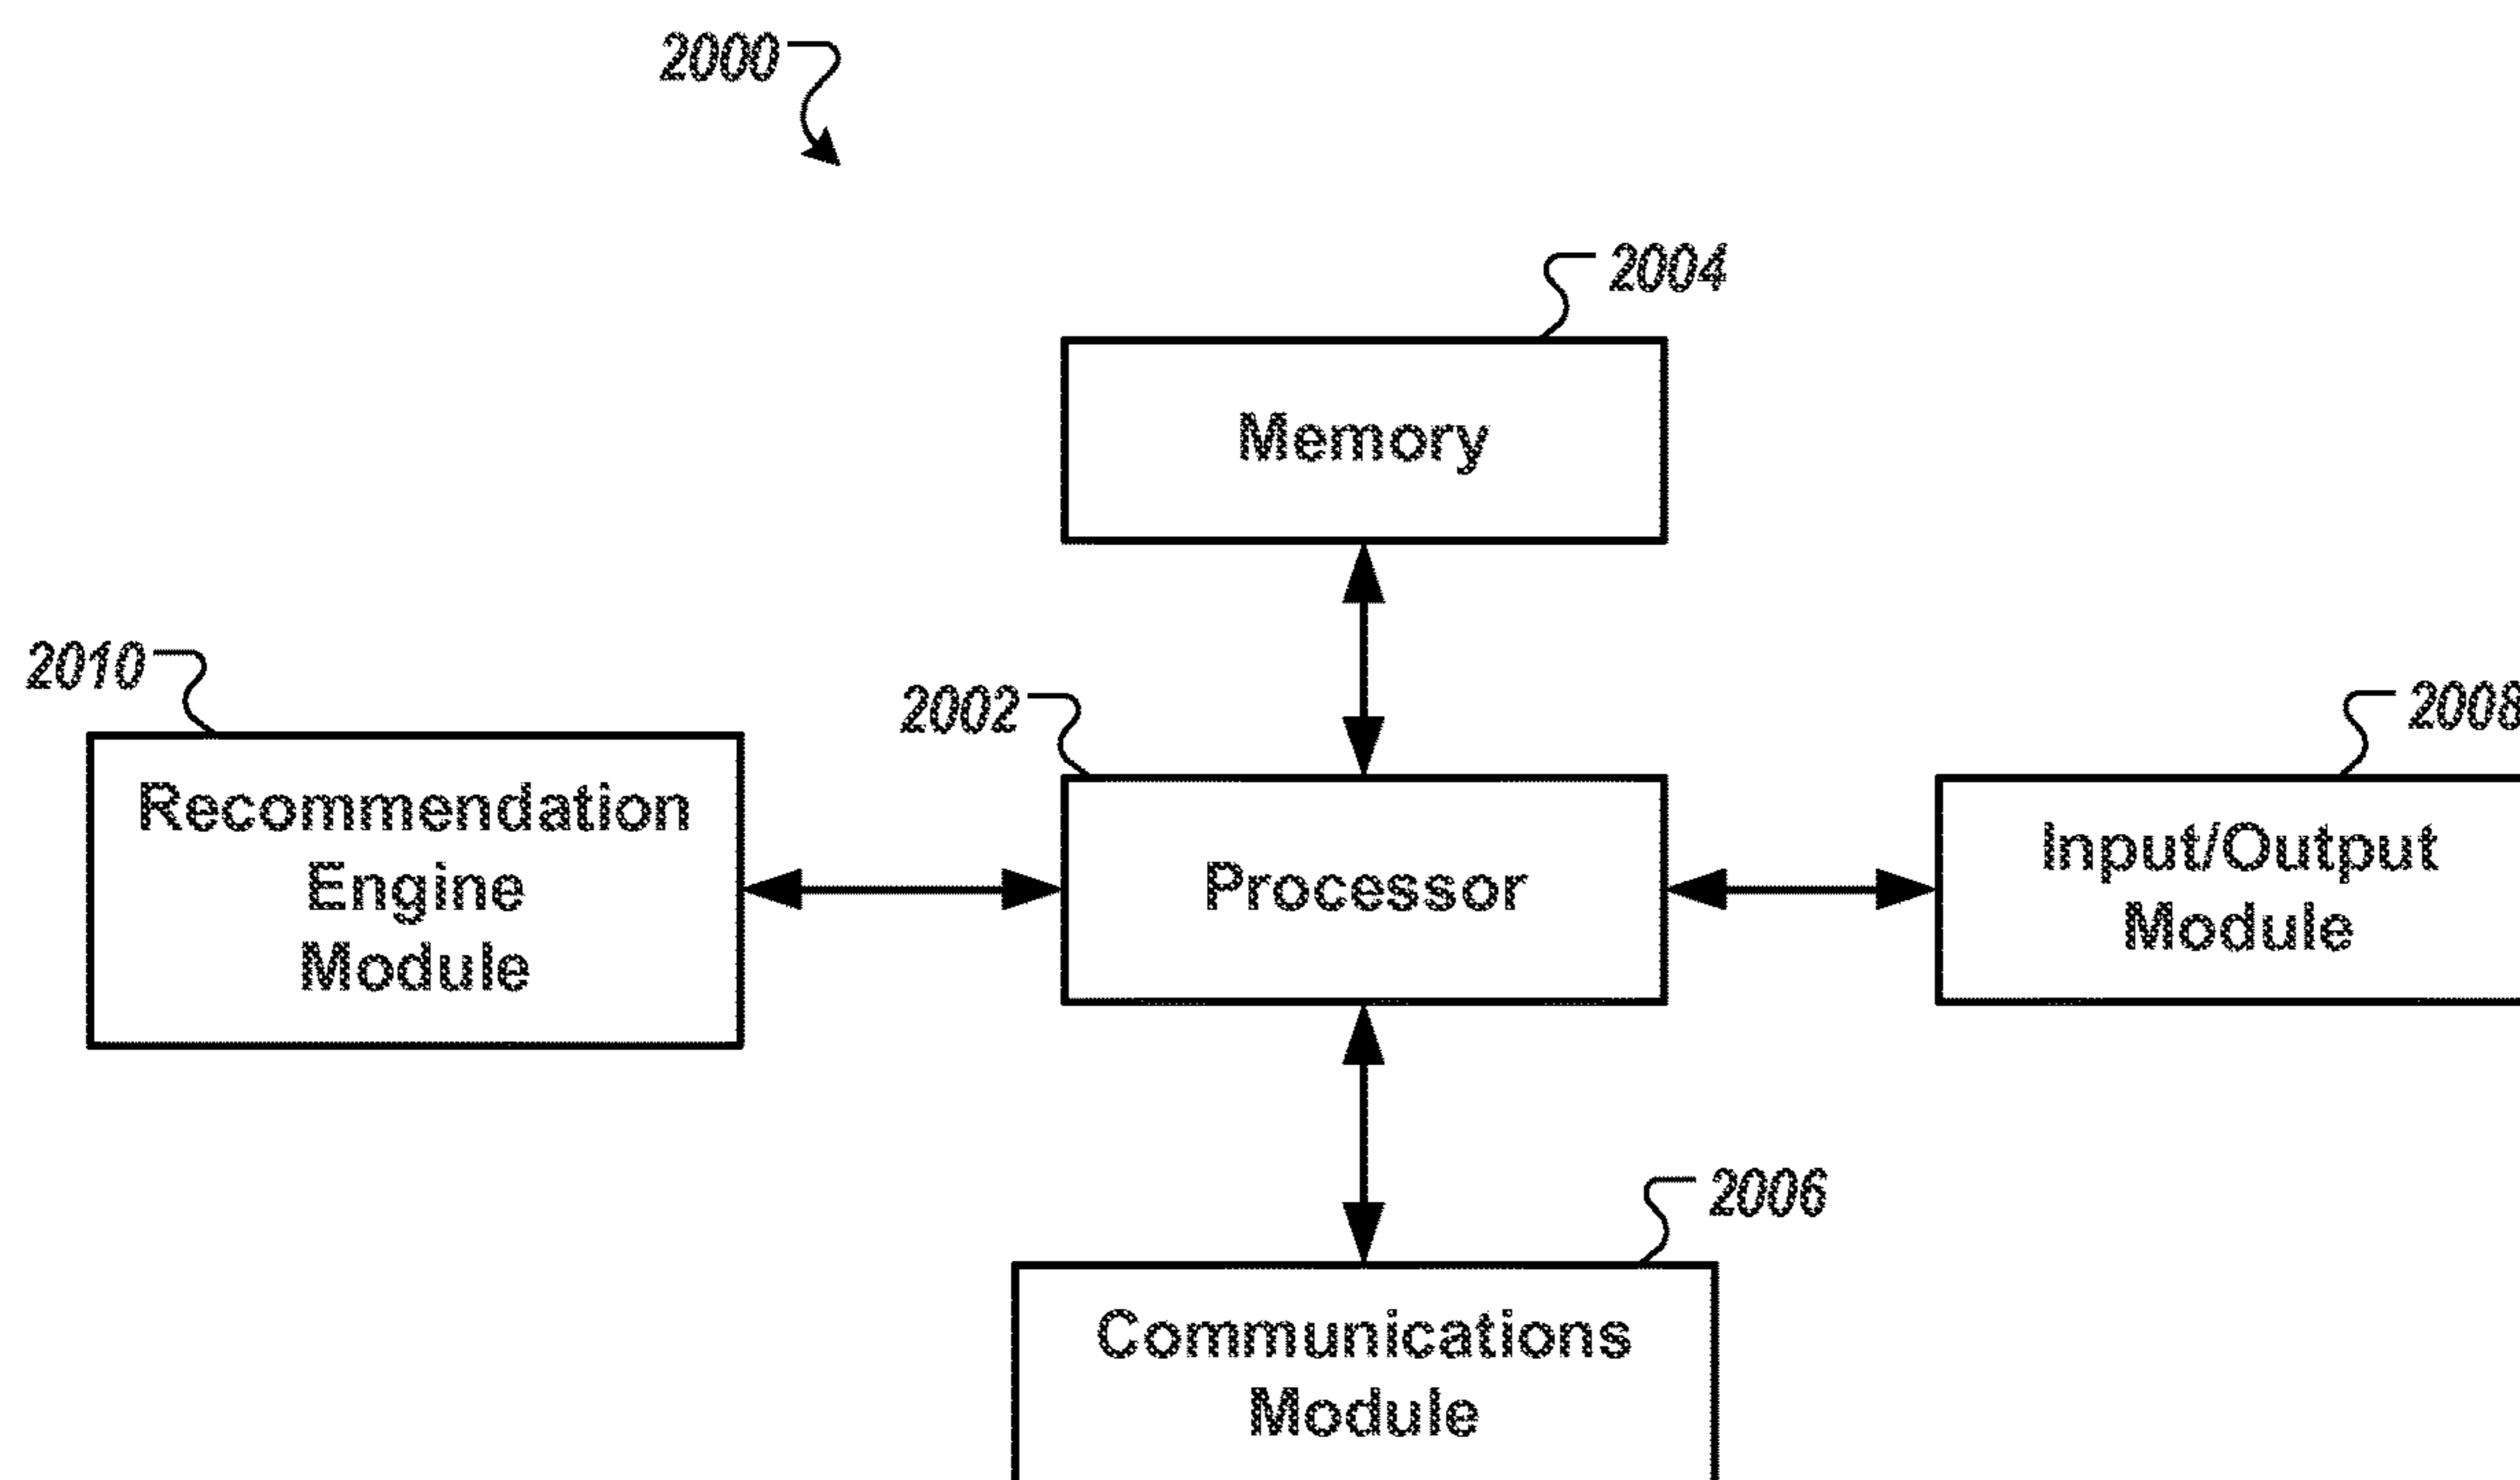 2000
2004
Memory
2010
2002
2008
Recommendation
Engine
Module
Processor
Input/Output
Module
2006
Communications
Module